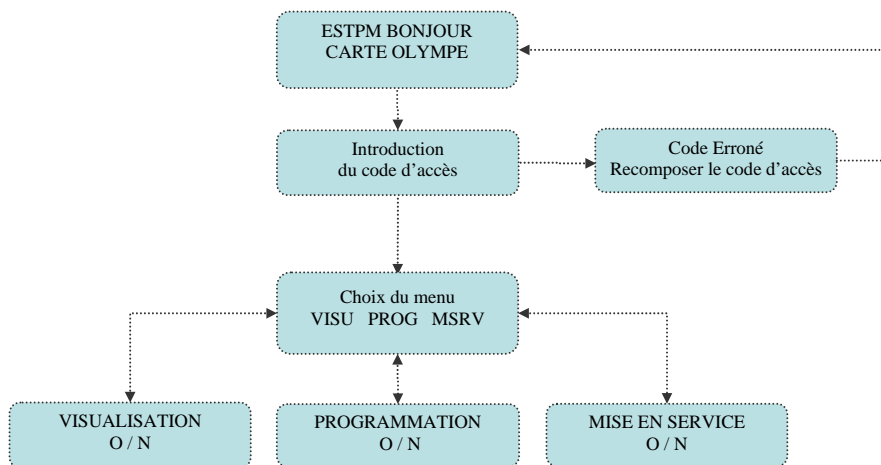 ESTPM BONJOUR
CARTE OLYMPE
Introduction
du code d’accès
Code Erroné
Recomposer le code d’accès
Choix du menu
VISU PROG MSRV
VISUALISATION
O / N
PROGRAMMATION
O / N
MISE EN SERVICE
O / N